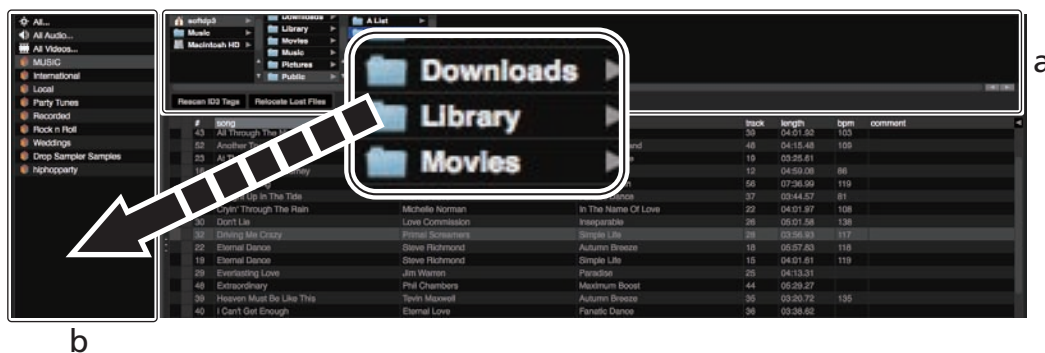 All...
All Audio...
All Videos...
MUSIC
International
Local
Party Tunes
Recorded
Rock n Roll
Weddings
Drop Sampler Samples
hiphopparty
Music
Macintosh HD
Downloads
Library
Movies
Music
Pictures
Public
A List
Downloads
Library
Movies
a
Rescan ID3 Tags Relocate Lost Files
# song track length bpm comment
43 All Through The 39 04:01.92 103
52 Another 48 04:15.48 109
23 19 03:25.61
12 04:59.08 86
56 07:36.99 119
Up In The Tide 37 03:44.57 81
Cryin' Through The Rain Michelle Norman In The Name Of Love 22 04:01.97 108
30 Don't Lie Love Commission Inseparable 26 05:01.58 136
32 Driving Me Crazy Primal Screamers Simple Life 28 03:56.93 117
22 Eternal Dance Steve Richmond Autumn Breeze 18 05:57.83 118
19 Eternal Dance Steve Richmond Simple Life 15 04:01.61 119
29 Everlasting Love Jim Warren Paradise 25 04:13.31
48 Extraordinary Phil Chambers Maximum Boost 44 05:29.27
39 Heaven Must Be Like This Tevin Maxwell Autumn Breeze 35 03:20.72 135
40 I Can't Get Enough Eternal Love Fanatic Dance 36 03:38.62
b